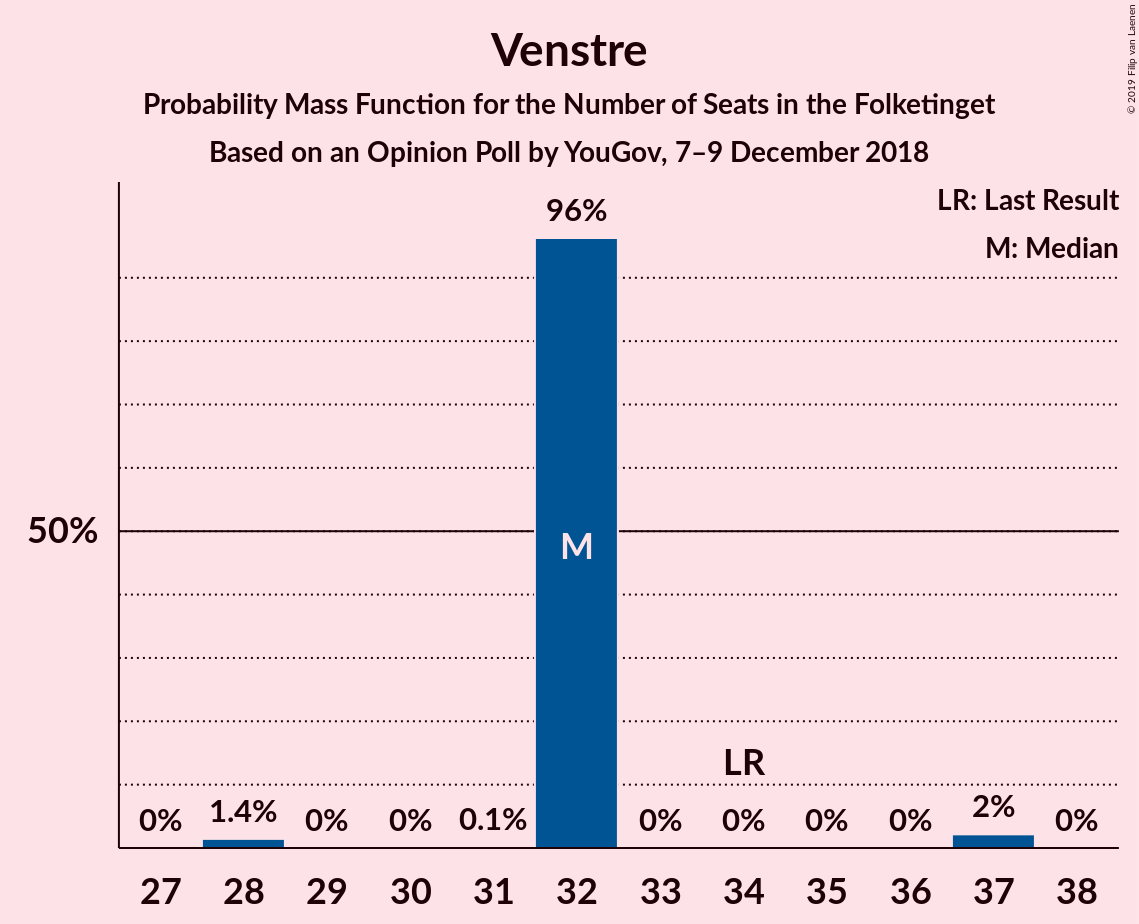 Venstre
Probability Mass Function for the Number of Seats in the Folketinget
Based on an Opinion Poll by YouGov, 7–9 December 2018
© 2019 Filip van Laenen
LR: Last Result
M: Median
96%
50%
M
LR
0% 1.4% 0% 0% 0.1% 0% 0% 0% 0% 2% 0%
27 28 29 30 31 32 33 34 35 36 37 38